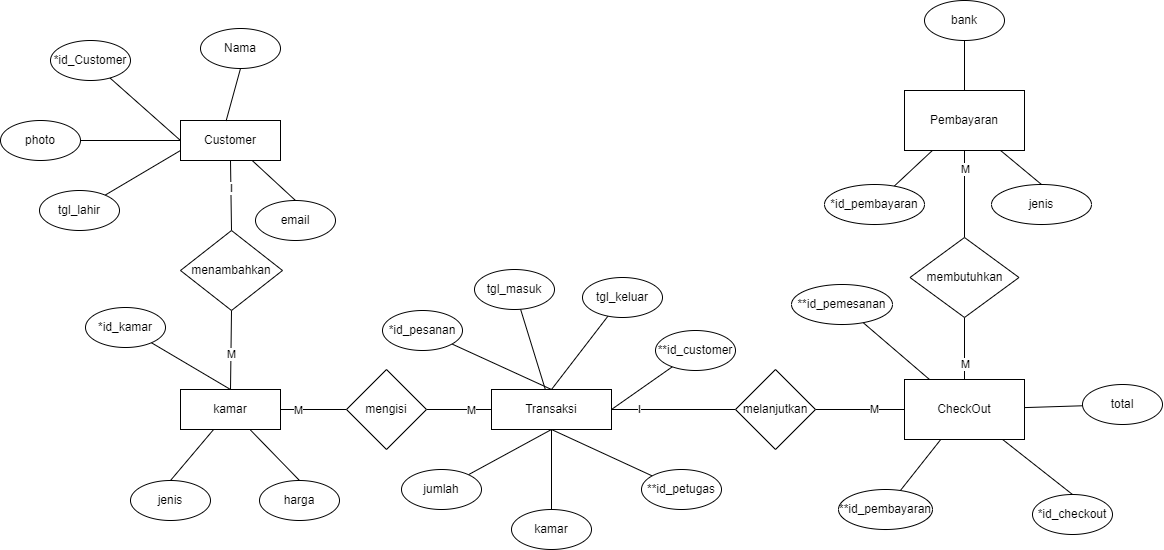 bank
Nama
*id_Customer
Pembayaran
photo
Customer
M
I
*id_pembayaran
jenis
tgl_lahir
email
menambahkan
membutuhkan
tgl_masuk
tgl_keluar
**id_pemesanan
*id_kamar
*id_pesanan
**id_customer
M
M
kamar
M
mengisi
M
Transaksi
I
melanjutkan
M
CheckOut
total
jumlah
**id_petugas
jenis
harga
**id_pembayaran
*id_checkout
kamar